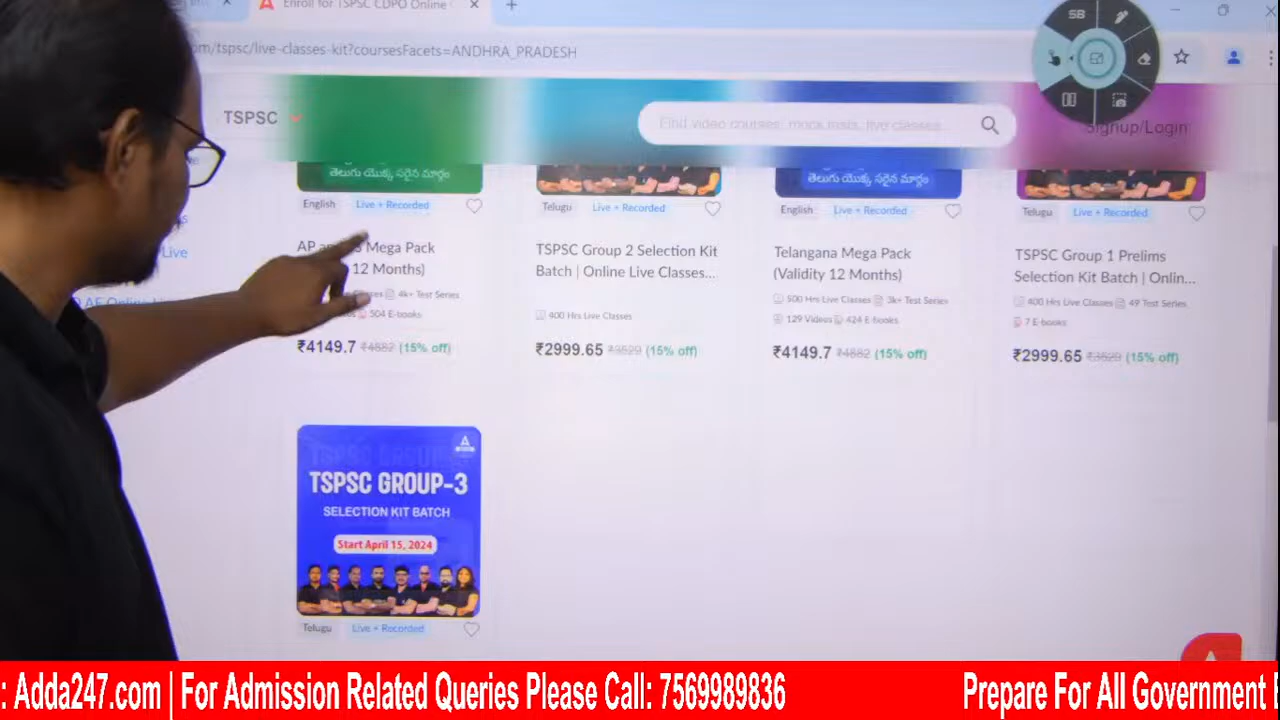 Enroll for TSPSC CDPO Online
om/tspsc/live-classes-kit?coursesFacets=ANDHRA_PRADESH
SB
TSPSC
Find video courses, mock tests, live classes...
Signup/Login
తెలుగు యొక్క సరైన మార్గం
తెలుగు యొక్క సరైన మార్గం
English Live + Recorded
Telugu Live + Recorded
English Live + Recorded
Telugu Live + Recorded
Live
AE Online
AP Mega Pack
12 Months)
4k+ Test Series
504 E-books
₹4149.7 ₹4882 (15% off)
TSPSC Group 2 Selection Kit
Batch | Online Live Classes...
400 Hrs Live Classes
₹2999.65 ₹3529 (15% off)
Telangana Mega Pack
(Validity 12 Months)
500 Hrs Live Classes 3k+ Test Series
129 Videos 424 E-books
₹4149.7 ₹4882 (15% off)
TSPSC Group 1 Prelims
Selection Kit Batch | Onlin...
400 Hrs Live Classes 49 Test Series
7 E-books
₹2999.65 ₹3529 (15% off)
TSPSC GROUP-3
SELECTION KIT BATCH
Start April 15, 2024
Telugu Live + Recorded
: Adda247.com | For Admission Related Queries Please Call: 7569989836
Prepare For All Government